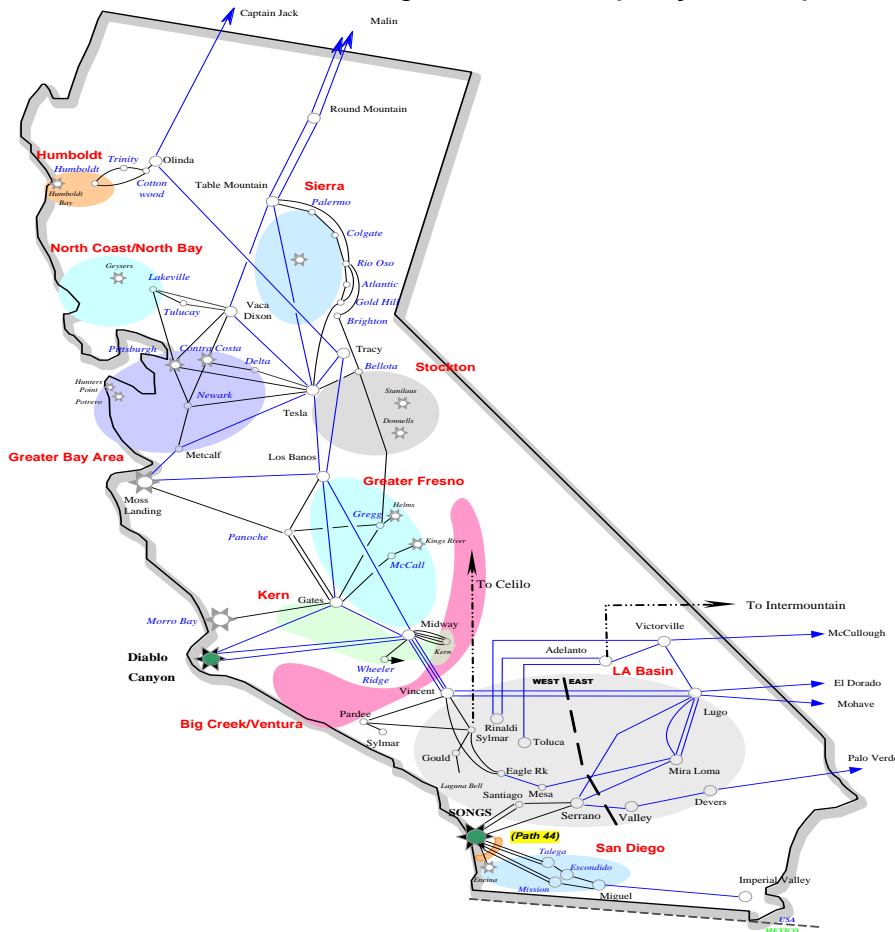 Captain Jack
Malin
Round Mountain
Humboldt
Trinity
Olinda
Humboldt
Cotton
wood
Humboldt
Bay
Table Mountain
Sierra
Palermo
Colgate
North Coast/North Bay
Geysers
Rio Oso
Lakeville
Atlantic
Tulucay
Vaca
Dixon
Gold Hill
Brighton
Pittsburgh
Contra Costa
Tracy
Delta
Bellota
Stockton
Hunters
Point
Potrero
Newark
Stanilaus
Tesla
Donnells
Greater Bay Area
Metcalf
Los Banos
Moss
Landing
Greater Fresno
Helms
Gregg
Panoche
Kings River
McCall
To Celilo
Kern
Gates
To Intermountain
Morro Bay
Midway
Kern
Victorville
McCullough
Adelanto
Diablo
Canyon
Wheeler
Ridge
LA Basin
WEST
EAST
El Dorado
Vincent
Mohave
Lugo
Big Creek/Ventura
Pardee
Rinaldi
Sylmar
Sylmar
Toluca
Gould
Palo Verde
Eagle Rk
Mira Loma
Laguna Bell
Mesa
Santiago
Devers
SONGS
Serrano
Valley
(Path 44)
San Diego
Talega
Escondido
Encina
Mission
Miguel
Imperial Valley
USA
MEXICO